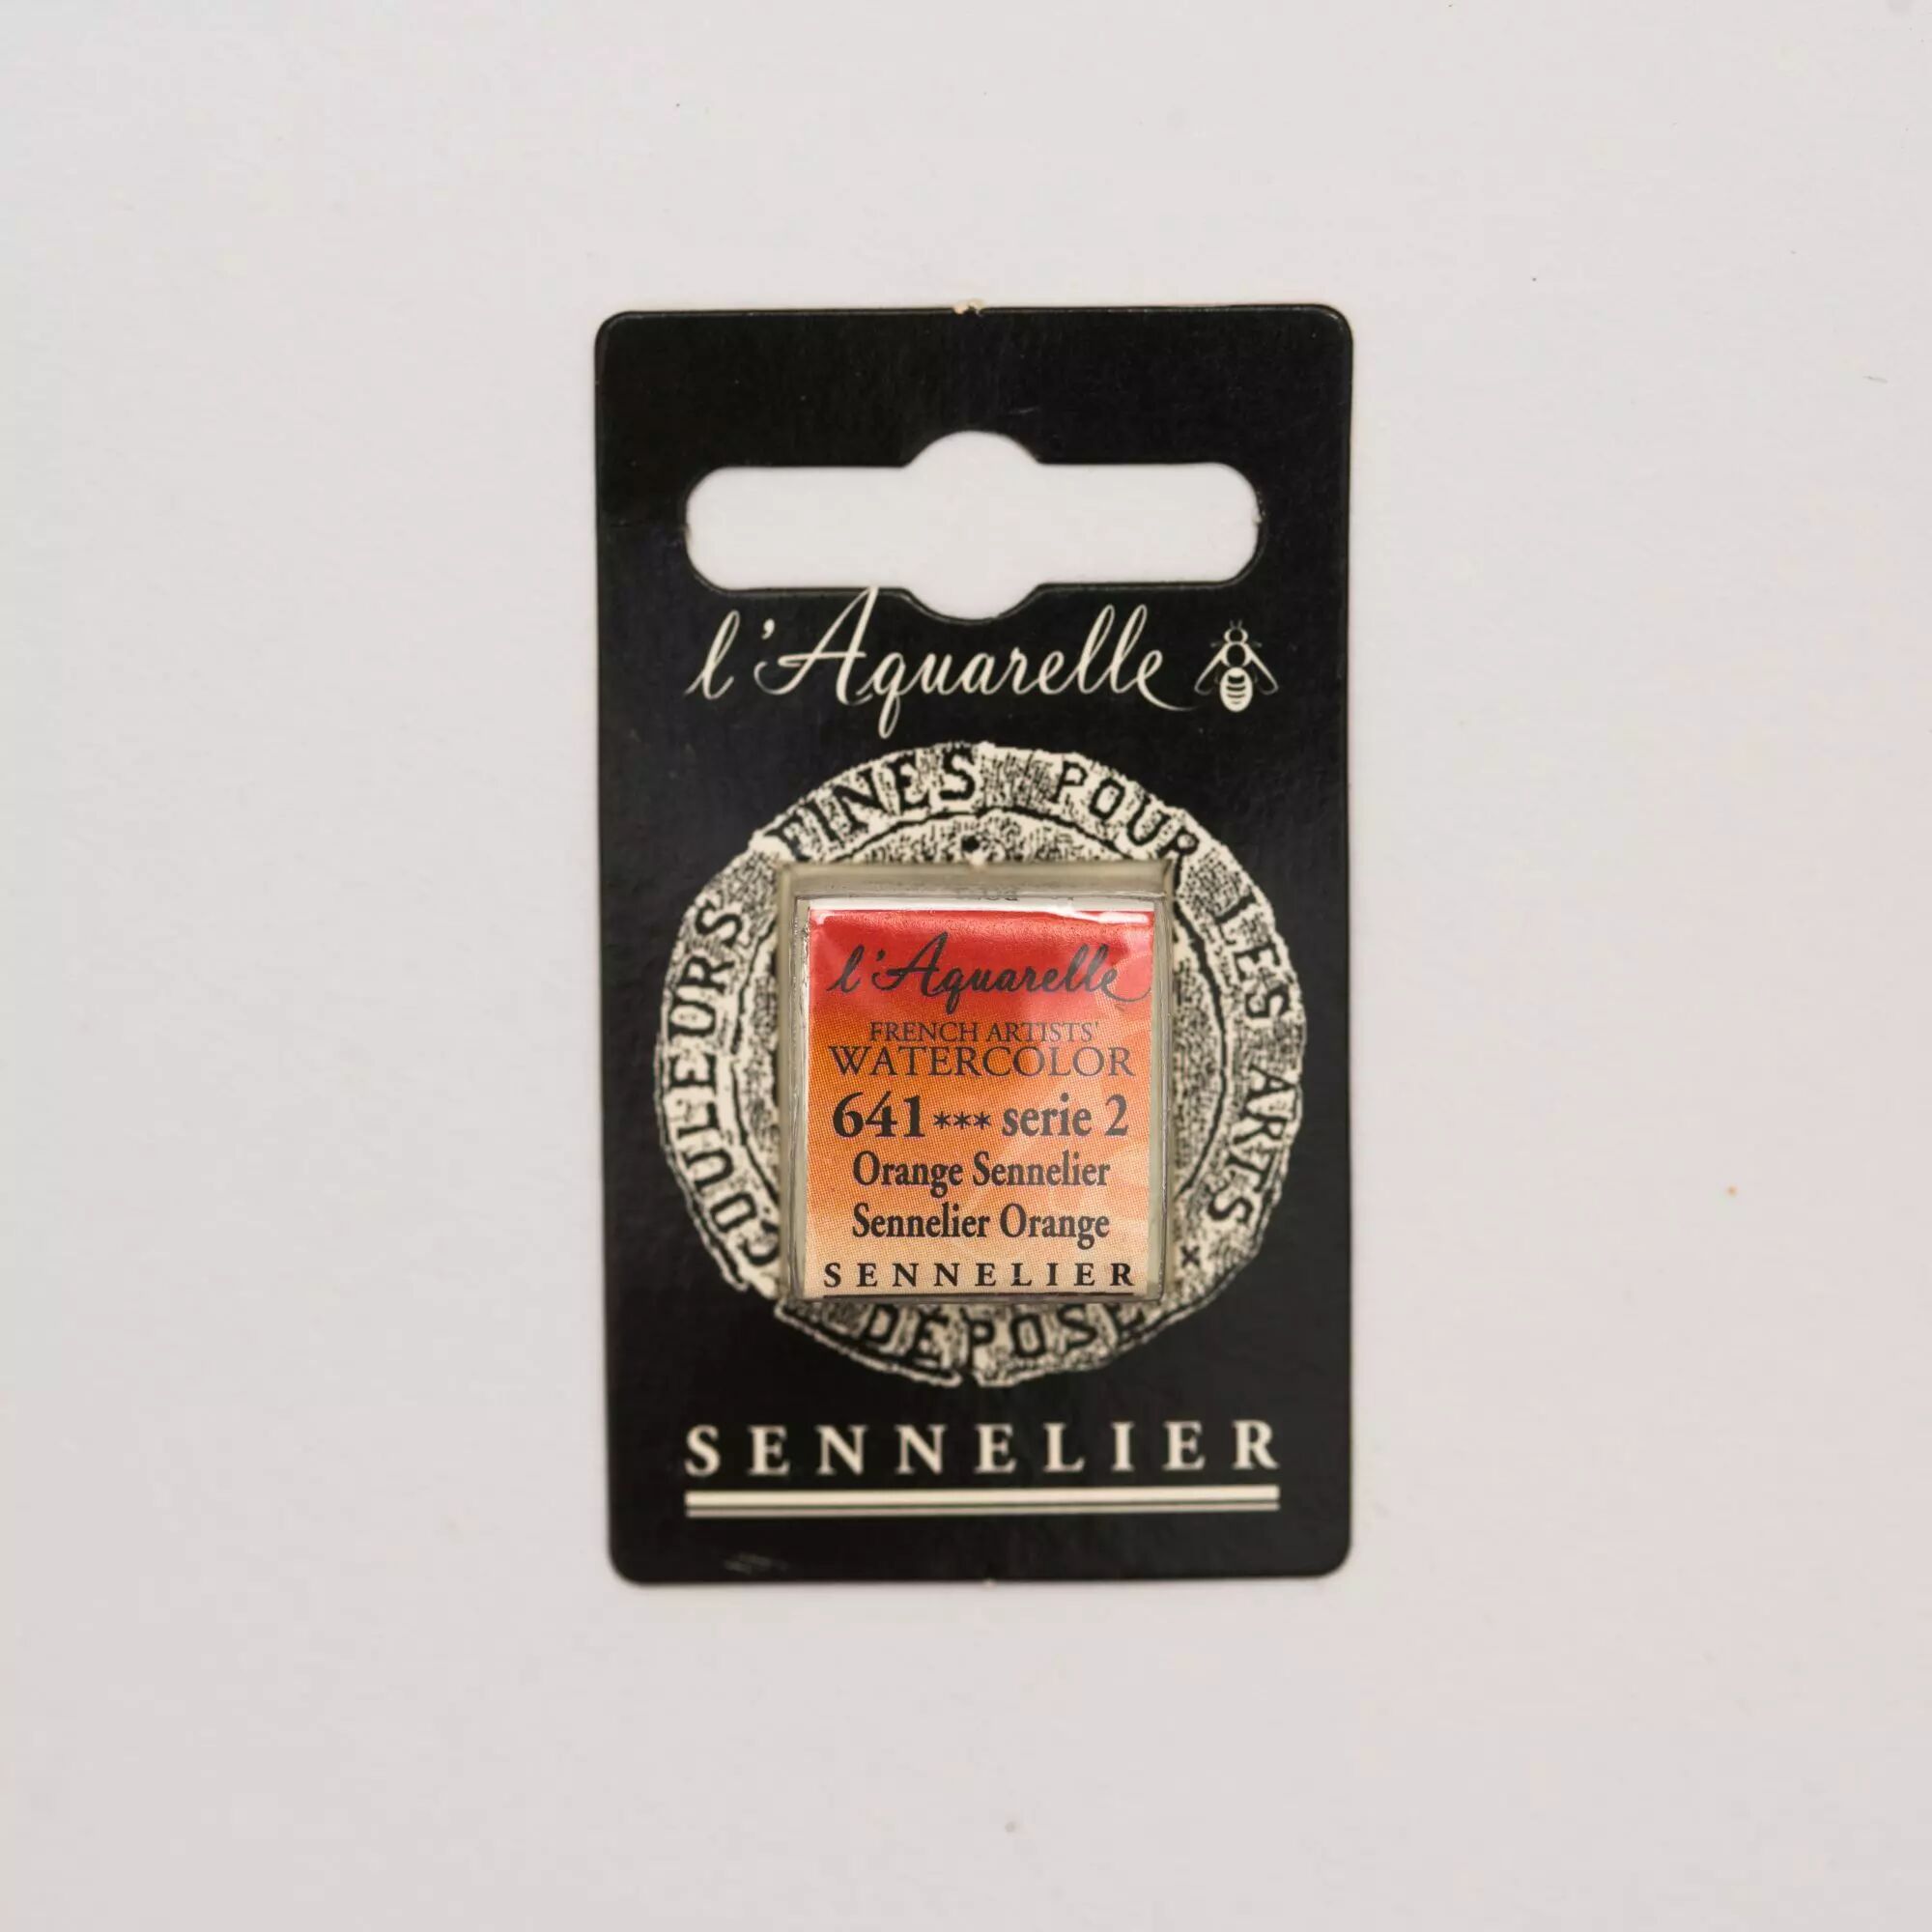 l'Aquarelle
COULEURS FINES POUR LES ARTS
DÉPOSÉ
l'Aquarelle
FRENCH ARTISTS'
WATERCOLOR
641*** serie 2
Orange Sennelier
Sennelier Orange
SENNELIER
SENNELIER